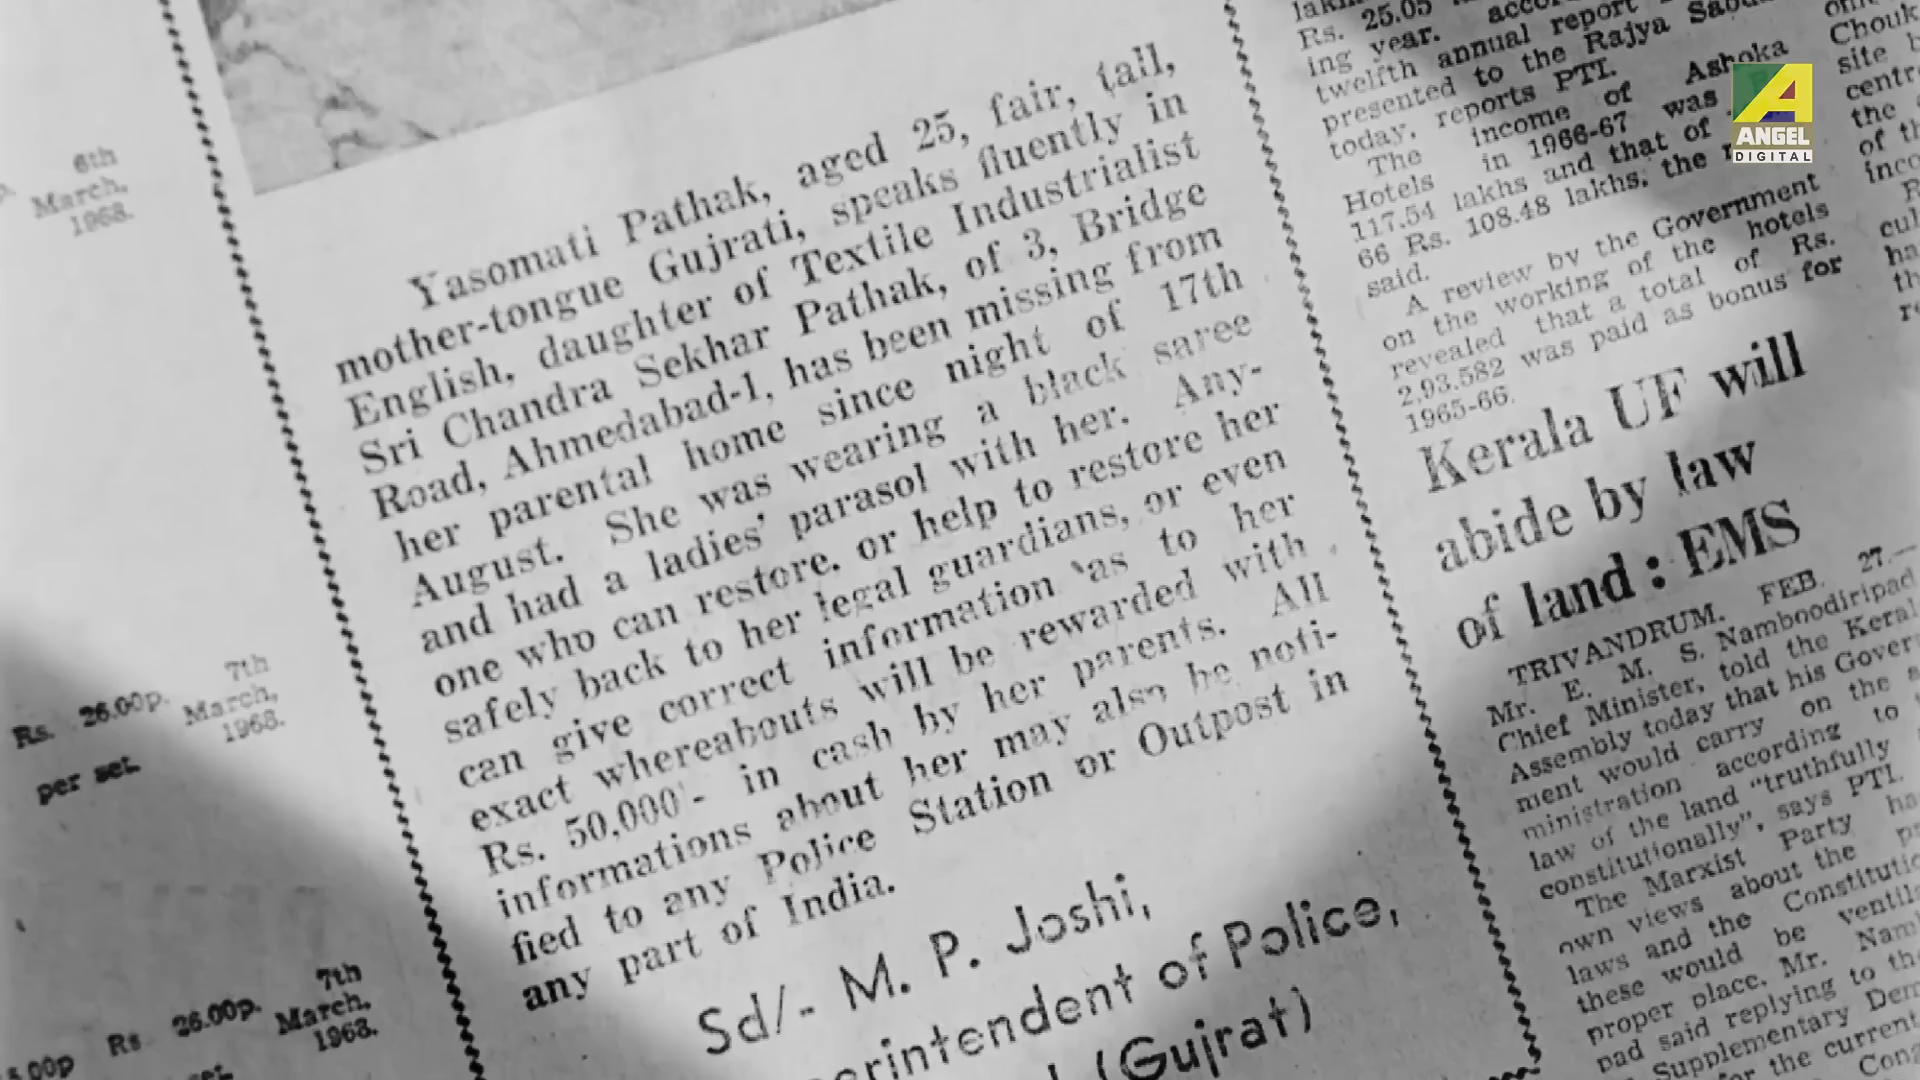 6th
March,
1968.
Rs. 26.00p.
7th
March,
1968.
per set.
Rs 26.00p.
7th
March,
1968.
Yasomati Pathak, aged 25, fair, tall,
mother-tongue Gujrati, speaks fluently in
English, daughter of Textile Industrialist
Sri Chandra Sekhar Pathak, of 3, Bridge
Road, Ahmedabad-1, has been missing from
her parental home since night of 17th
August. She was wearing a black saree
and had a ladies' parasol with her. Any-
one who can restore, or help to restore her
safely back to her legal guardians, or even
can give correct information as to her
exact whereabouts will be rewarded with
Rs. 50,000/- in cash by her parents. All
informations about her may also be noti-
fied to any Police Station or Outpost in
any part of India.
Sd/- M. P. Joshi,
erintendent of Police,
(Gujrat)
Rs. 25.05
ing year.
twelfth annual report
presented to the Rajya
today, reports PTI.
The income of Ashoka
Hotels in 1966-67 was
117.54 lakhs and that of
66 Rs. 108.48 lakhs, the
said.
A review by the Government
on the working of the hotels
revealed that a total of Rs.
2,93,582 was paid as bonus for
1965-66.
Kerala UF will
abide by law
of land : EMS
TRIVANDRUM. FEB. 27.—
Mr. E. M. S. Namboodiripad
Chief Minister, told the Keral
Assembly today that his Govern
ment would carry on the
ministration according to
law of the land "truthfully
constitutionally", says PTI.
The Marxist Party
own views about the
laws and the Constitutio
these would be ventila
proper place. Mr. Nam
pad said replying to the
Supplementary Dem
for the current
site
centr
the
of th
inco
ANGEL
DIGITAL